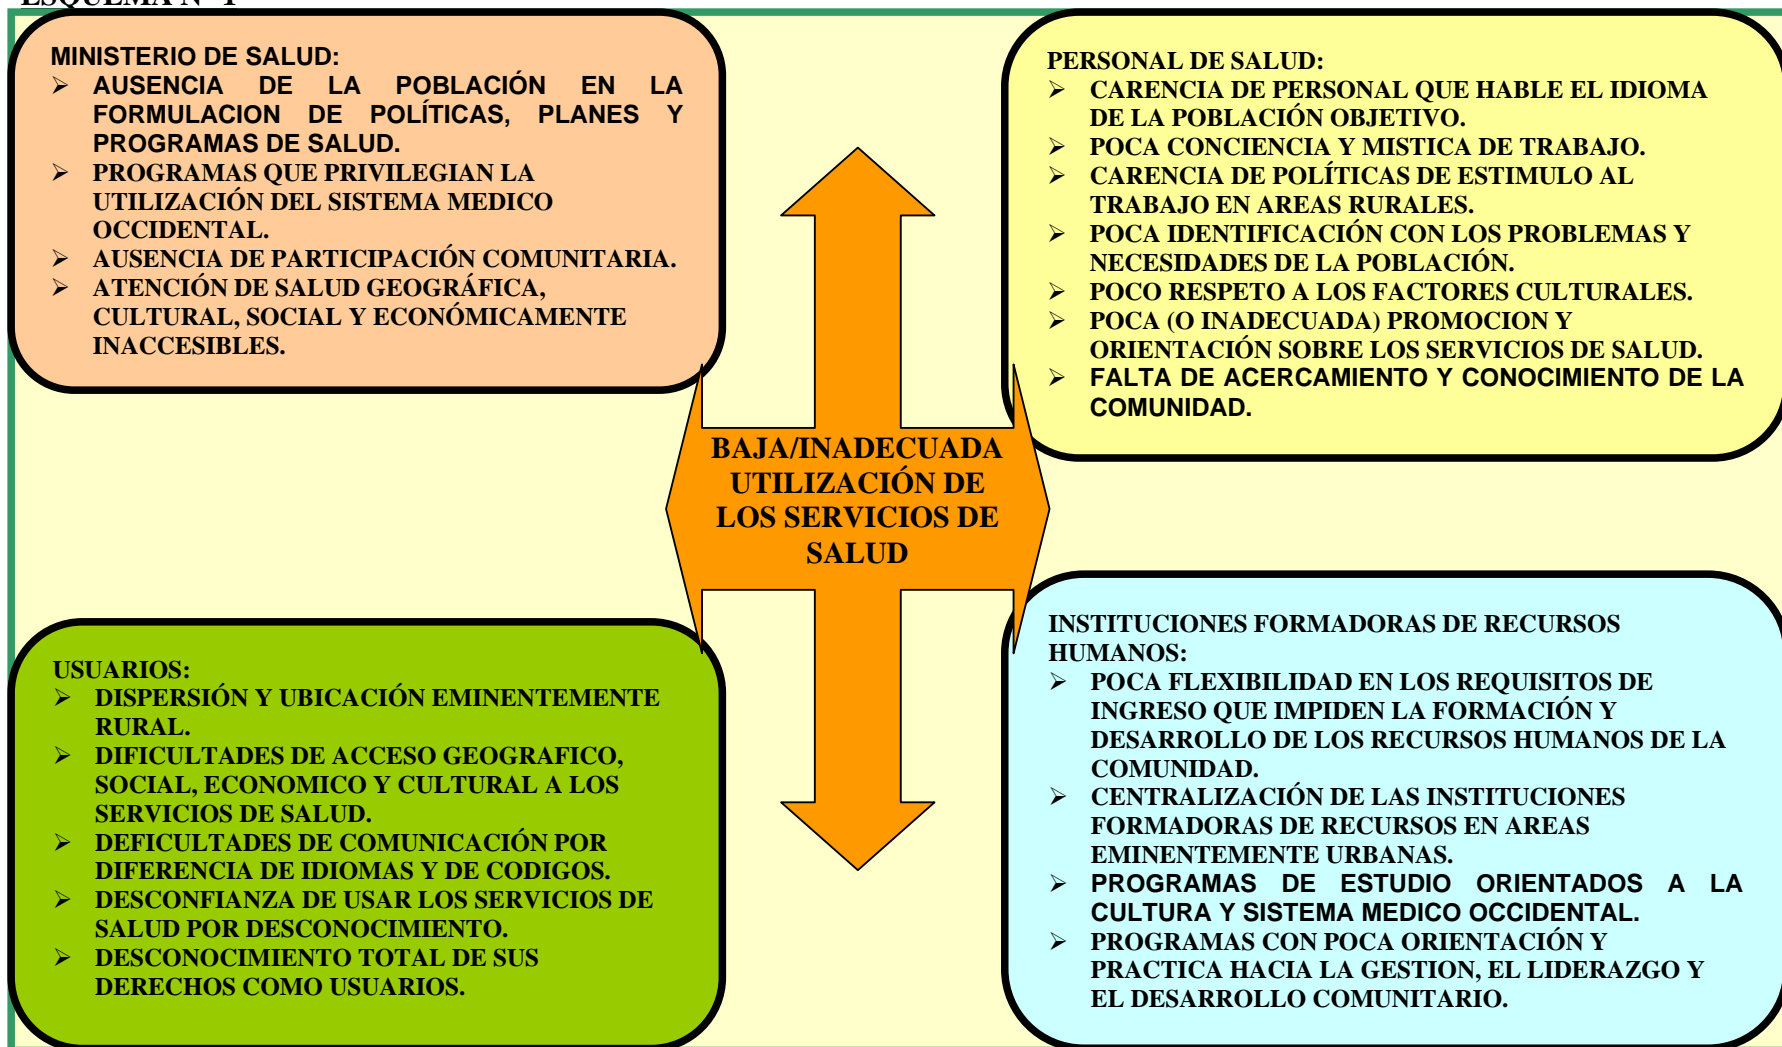 ESQUEMA Nº 1
MINISTERIO DE SALUD:
➢ AUSENCIA DE LA POBLACIÓN EN LA
FORMULACION DE POLÍTICAS, PLANES Y
PROGRAMAS DE SALUD.
➢ PROGRAMAS QUE PRIVILEGIAN LA
UTILIZACIÓN DEL SISTEMA MEDICO
OCCIDENTAL.
➢ AUSENCIA DE PARTICIPACIÓN COMUNITARIA.
➢ ATENCIÓN DE SALUD GEOGRÁFICA,
CULTURAL, SOCIAL Y ECONÓMICAMENTE
INACCESIBLES.
PERSONAL DE SALUD:
➢ CARENCIA DE PERSONAL QUE HABLE EL IDIOMA
DE LA POBLACIÓN OBJETIVO.
➢ POCA CONCIENCIA Y MISTICA DE TRABAJO.
➢ CARENCIA DE POLÍTICAS DE ESTIMULO AL
TRABAJO EN AREAS RURALES.
➢ POCA IDENTIFICACIÓN CON LOS PROBLEMAS Y
NECESIDADES DE LA POBLACIÓN.
➢ POCO RESPETO A LOS FACTORES CULTURALES.
➢ POCA (O INADECUADA) PROMOCION Y
ORIENTACIÓN SOBRE LOS SERVICIOS DE SALUD.
➢ FALTA DE ACERCAMIENTO Y CONOCIMIENTO DE LA
COMUNIDAD.
BAJA/INADECUADA
UTILIZACIÓN DE
LOS SERVICIOS DE
SALUD
USUARIOS:
➢ DISPERSIÓN Y UBICACIÓN EMINENTEMENTE
RURAL.
➢ DIFICULTADES DE ACCESO GEOGRAFICO,
SOCIAL, ECONOMICO Y CULTURAL A LOS
SERVICIOS DE SALUD.
➢ DEFICULTADES DE COMUNICACIÓN POR
DIFERENCIA DE IDIOMAS Y DE CODIGOS.
➢ DESCONFIANZA DE USAR LOS SERVICIOS DE
SALUD POR DESCONOCIMIENTO.
➢ DESCONOCIMIENTO TOTAL DE SUS
DERECHOS COMO USUARIOS.
INSTITUCIONES FORMADORAS DE RECURSOS
HUMANOS:
➢ POCA FLEXIBILIDAD EN LOS REQUISITOS DE
INGRESO QUE IMPIDEN LA FORMACIÓN Y
DESARROLLO DE LOS RECURSOS HUMANOS DE LA
COMUNIDAD.
➢ CENTRALIZACIÓN DE LAS INSTITUCIONES
FORMADORAS DE RECURSOS EN AREAS
EMINENTEMENTE URBANAS.
➢ PROGRAMAS DE ESTUDIO ORIENTADOS A LA
CULTURA Y SISTEMA MEDICO OCCIDENTAL.
➢ PROGRAMAS CON POCA ORIENTACIÓN Y
PRACTICA HACIA LA GESTION, EL LIDERAZGO Y
EL DESARROLLO COMUNITARIO.